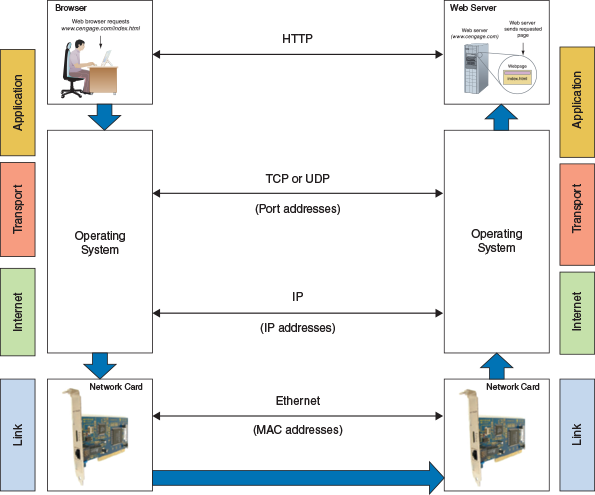 Browser
Web browser requests
www.cengage.com/index.html
Web Server
Web server
(www.cengage.com)
Web server
sends requested
page
Webpage
index.html
HTTP
Application
Application
TCP or UDP
(Port addresses)
Transport
Transport
Operating
System
Operating
System
IP
(IP addresses)
Internet
Internet
Network Card
Network Card
Ethernet
(MAC addresses)
Link
Link